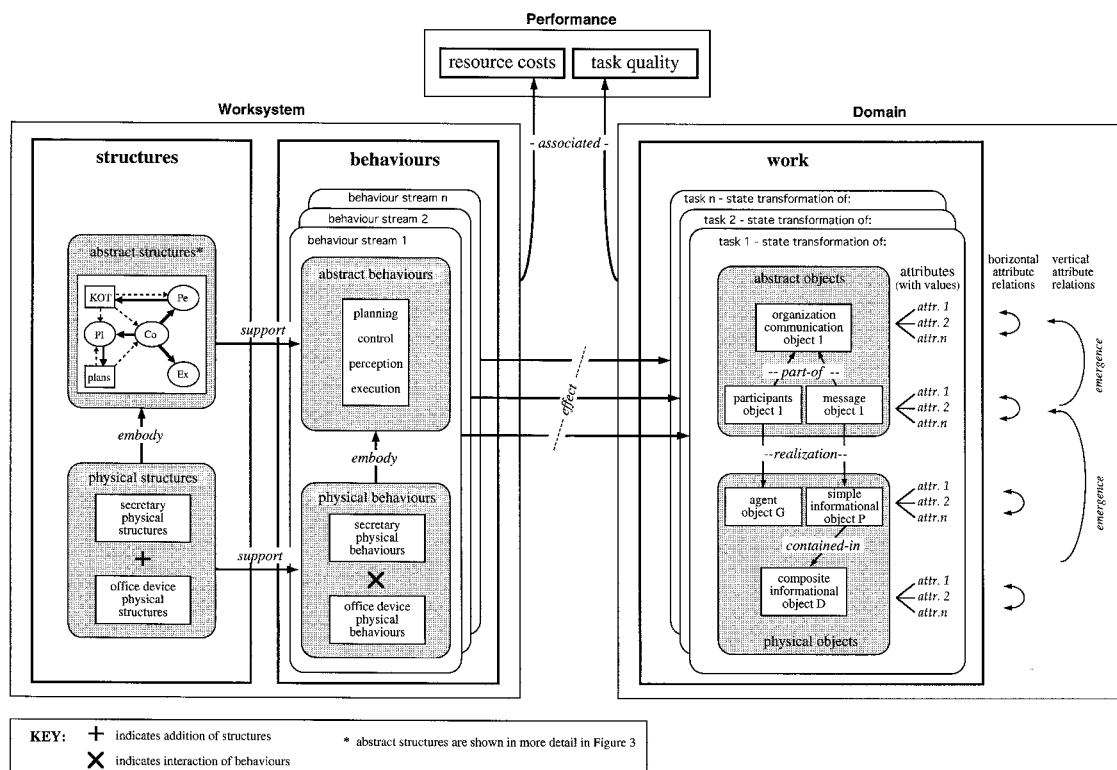 Performance
resource costs
task quality
Worksystem
Domain
structures
behaviours
- associated -
work
behaviour stream n
behaviour stream 2
behaviour stream 1
task n - state transformation of:
task 2 - state transformation of:
task 1 - state transformation of:
abstract structures*
KOT
Pe
Pl
Co
plans
Ex
support
abstract behaviours
planning
control
perception
execution
effect
abstract objects
organization
communication
object 1
-- part-of --
participants
object 1
message
object 1
attributes
(with values)
attr. 1
attr. 2
attr.n
attr. 1
attr. 2
attr.n
horizontal
attribute
relations
vertical
attribute
relations
emergence
embody
embody
--realization--
physical structures
secretary
physical
structures
+
office device
physical
structures
support
physical behaviours
secretary
physical
behaviours
×
office device
physical
behaviours
agent
object G
simple
informational
object P
contained-in
composite
informational
object D
physical objects
attr. 1
attr. 2
attr.n
attr. 1
attr. 2
attr.n
emergence
KEY:
+ indicates addition of structures
× indicates interaction of behaviours
* abstract structures are shown in more detail in Figure 3